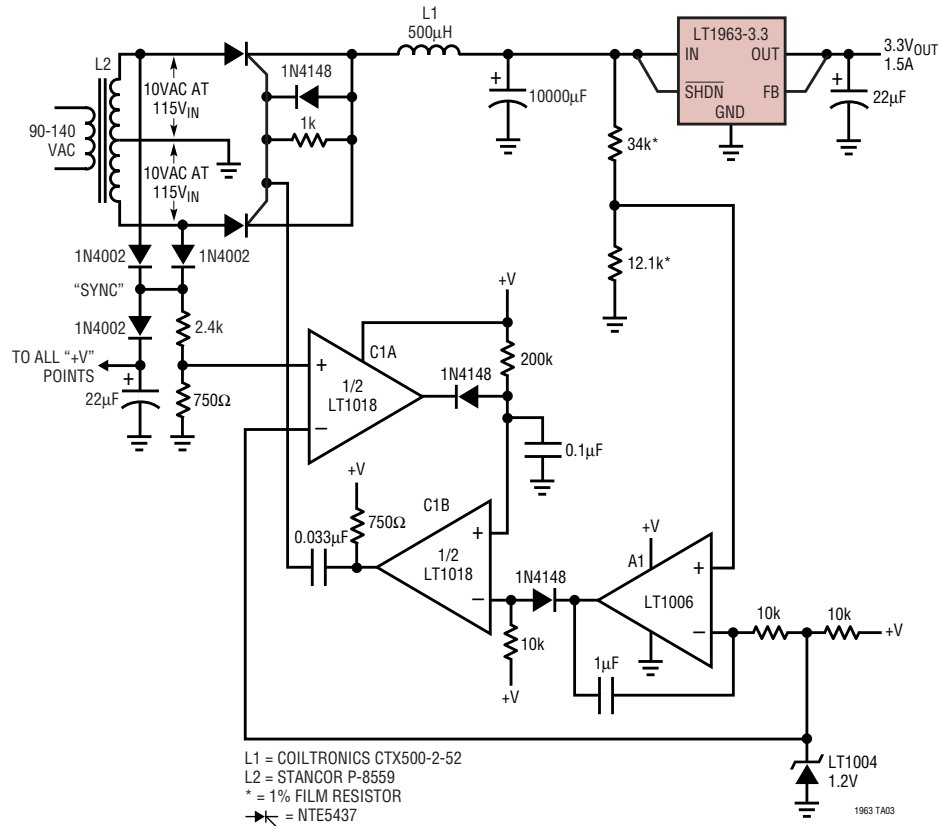 L1
500µH
LT1963-3.3
IN
OUT
SHDN
FB
GND
3.3VOUT
1.5A
L2
10VAC AT
115VIN
1N4148
+
10000µF
+
22µF
1k
34k*
90-140
VAC
10VAC AT
115VIN
1N4002
1N4002
12.1k*
"SYNC"
+V
1N4002
2.4k
C1A
200k
TO ALL "+V"
POINTS
+
+
1/2
LT1018
1N4148
22µF
750Ω
–
0.1µF
+V
C1B
750Ω
+
+V
0.033µF
1/2
LT1018
A1
+
1N4148
LT1006
–
10k
10k
–
+V
10k
1µF
+V
L1 = COILTRONICS CTX500-2-52
L2 = STANCOR P-8559
* = 1% FILM RESISTOR
= NTE5437
LT1004
1.2V
1963 TA03